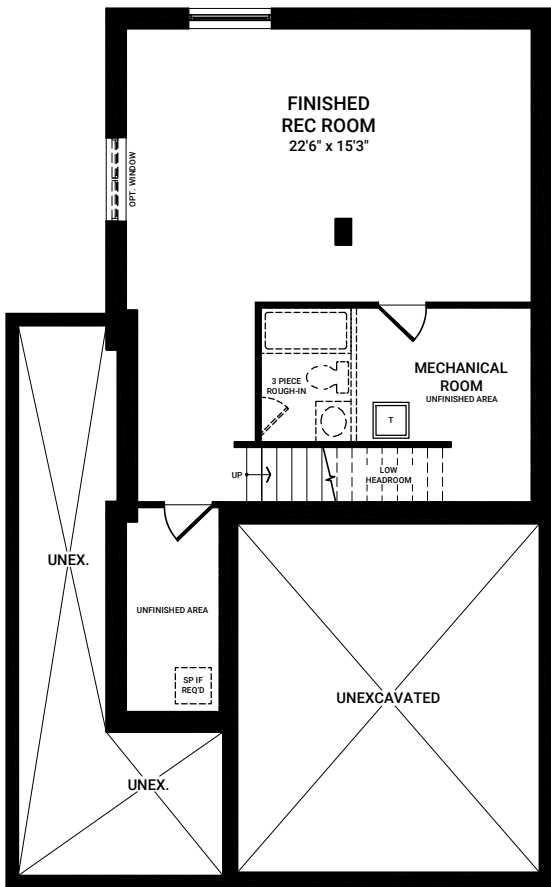 FINISHED
REC ROOM
22'6" x 15'3"
OPT. WINDOW
3 PIECE
ROUGH-IN
MECHANICAL
ROOM
UNFINISHED AREA
T
UP
LOW
HEADROOM
UNEX.
UNFINISHED AREA
SP IF
REQ'D
UNEXCAVATED
UNEX.